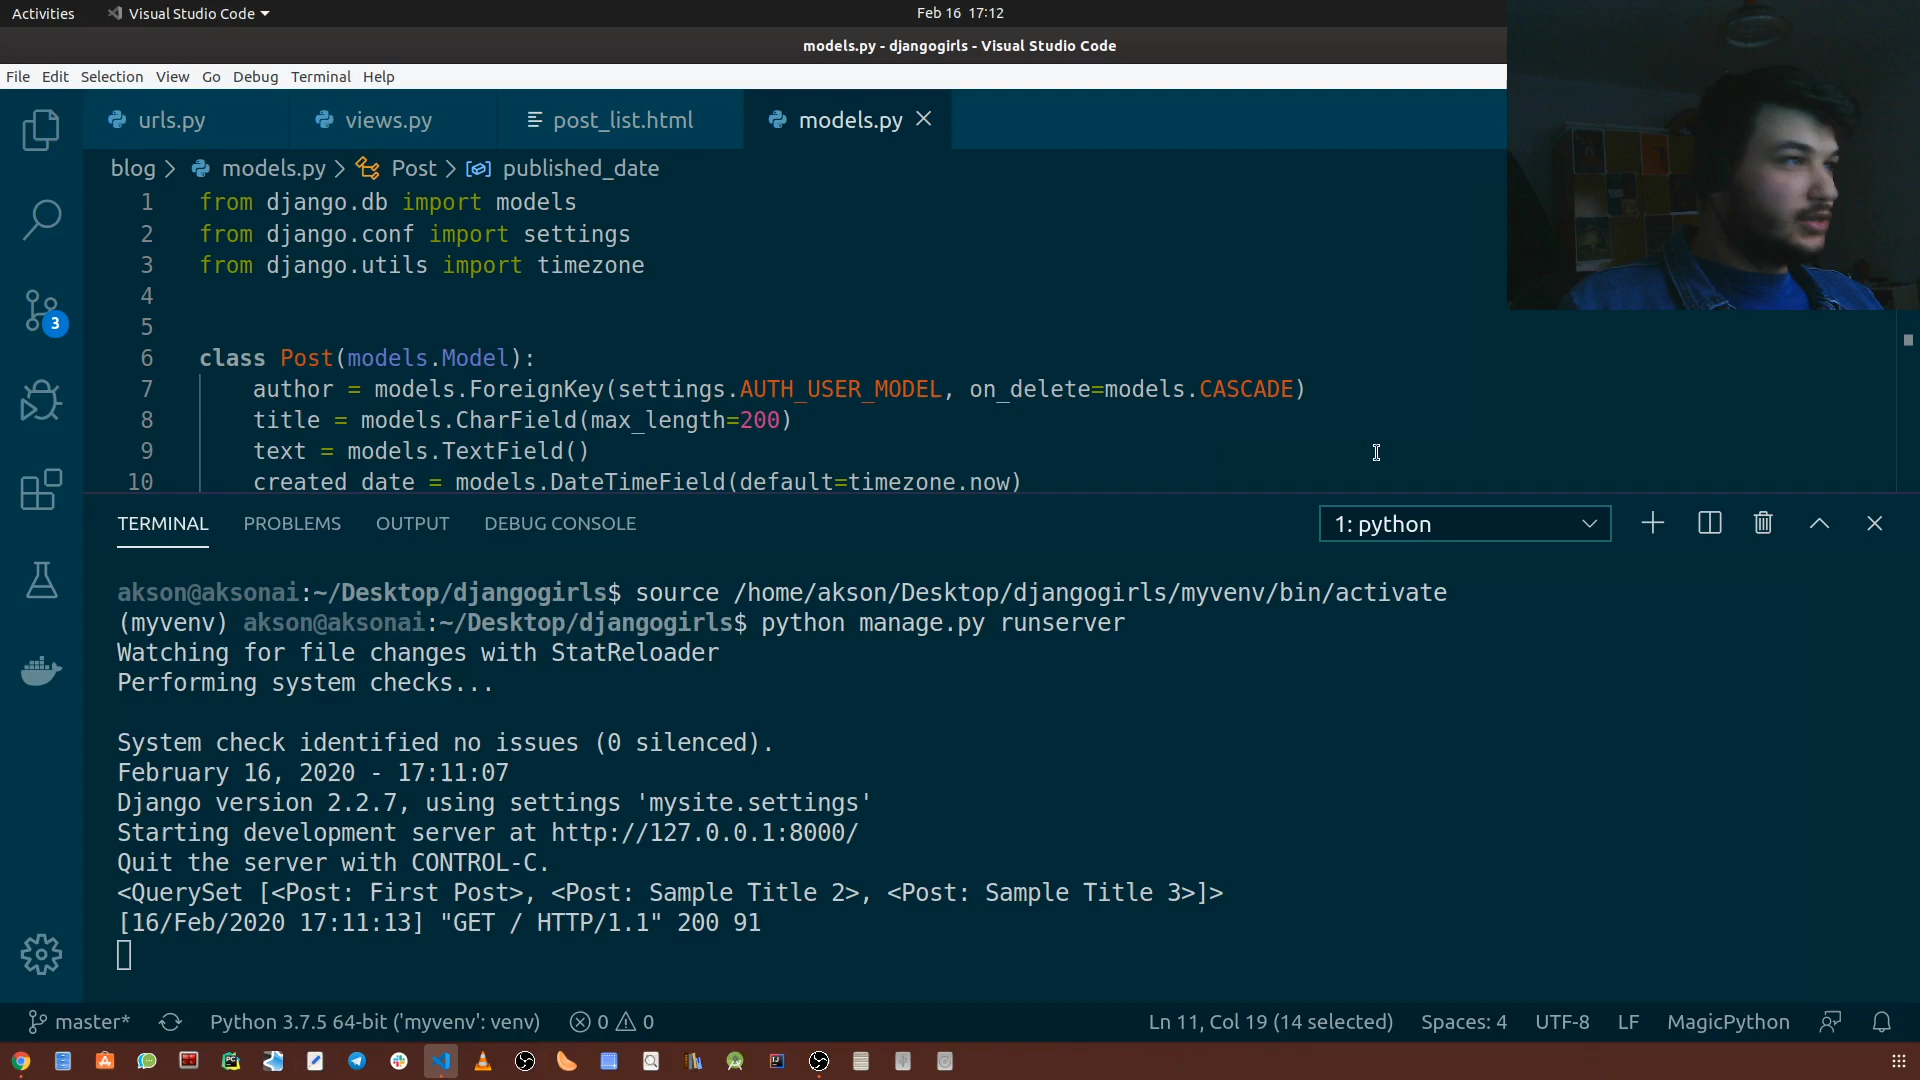 Activities
Visual Studio Code
Feb 16 17:12
models.py - djangogirls - Visual Studio Code
File Edit Selection View Go Debug Terminal Help
urls.py
views.py
post_list.html
models.py
blog > models.py > Post > published_date
1 from django.db import models
2 from django.conf import settings
3 from django.utils import timezone
4
5
6 class Post(models.Model):
7 author = models.ForeignKey(settings.AUTH_USER_MODEL, on_delete=models.CASCADE)
8 title = models.CharField(max_length=200)
9 text = models.TextField()
10 created_date = models.DateTimeField(default=timezone.now)
3
TERMINAL PROBLEMS OUTPUT DEBUG CONSOLE
1: python
akson@aksonai:~/Desktop/djangogirls$ source /home/akson/Desktop/djangogirls/myvenv/bin/activate
(myvenv) akson@aksonai:~/Desktop/djangogirls$ python manage.py runserver
Watching for file changes with StatReloader
Performing system checks...
System check identified no issues (0 silenced).
February 16, 2020 - 17:11:07
Django version 2.2.7, using settings 'mysite.settings'
Starting development server at http://127.0.0.1:8000/
Quit the server with CONTROL-C.
<QuerySet [<Post: First Post>, <Post: Sample Title 2>, <Post: Sample Title 3>]>
[16/Feb/2020 17:11:13] "GET / HTTP/1.1" 200 91
master* Python 3.7.5 64-bit ('myvenv': venv) 0 0 Ln 11, Col 19 (14 selected) Spaces: 4 UTF-8 LF MagicPython